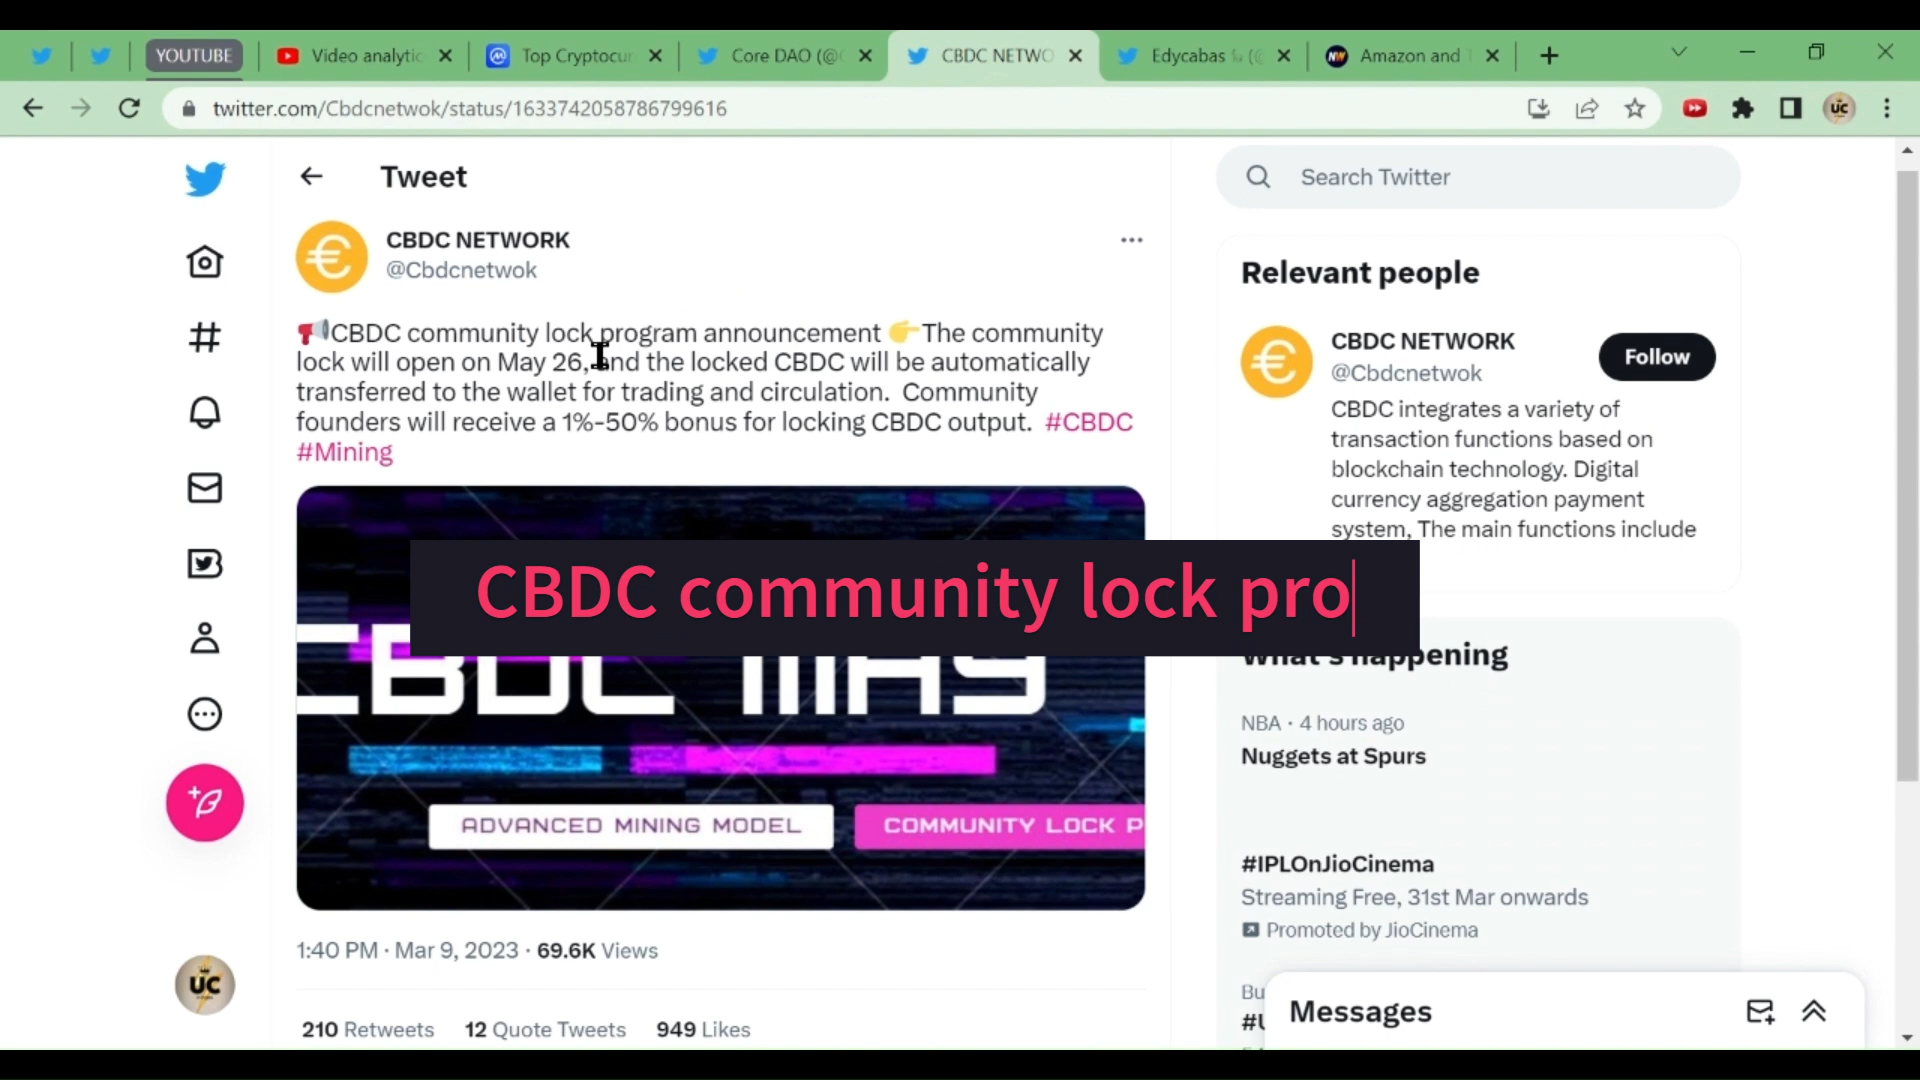 YOUTUBE
Video analytic
Top Cryptocur
Core DAO (@
CBDC NETWO
Edycabas
Amazon and
twitter.com/Cbdcnetwok/status/1633742058786799616
Tweet
Search Twitter
CBDC NETWORK
@Cbdcnetwok
📢CBDC community lock program announcement 👉The community
lock will open on May 26, and the locked CBDC will be automatically
transferred to the wallet for trading and circulation. Community
founders will receive a 1%-50% bonus for locking CBDC output. #CBDC
#Mining
CBDC MAY
ADVANCED MINING MODEL
COMMUNITY LOCK P
CBDC community lock pro
1:40 PM · Mar 9, 2023 · 69.6K Views
210 Retweets 12 Quote Tweets 949 Likes
Relevant people
CBDC NETWORK
@Cbdcnetwok
Follow
CBDC integrates a variety of
transaction functions based on
blockchain technology. Digital
currency aggregation payment
system, The main functions include
What's happening
NBA · 4 hours ago
Nuggets at Spurs
#IPLOnJioCinema
Streaming Free, 31st Mar onwards
Promoted by JioCinema
Bu
Messages
UC